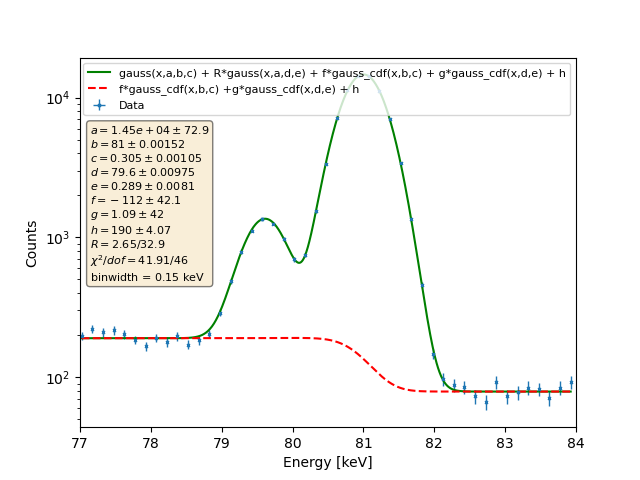 gauss(x,a,b,c) + R*gauss(x,a,d,e) + f*gauss_cdf(x,b,c) + g*gauss_cdf(x,d,e) + h
f*gauss_cdf(x,b,c) +g*gauss_cdf(x,d,e) + h
Data
a = 1.45e + 04 ± 72.9
b = 81 ± 0.00152
c = 0.305 ± 0.00105
d = 79.6 ± 0.00975
e = 0.289 ± 0.0081
f = − 112 ± 42.1
g = 1.09 ± 42
h = 190 ± 4.07
R = 2.65/32.9
χ²/dof = 41.91/46
binwidth = 0.15 keV
10⁴
10³
10²
Counts
77 78 79 80 81 82 83 84
Energy [keV]